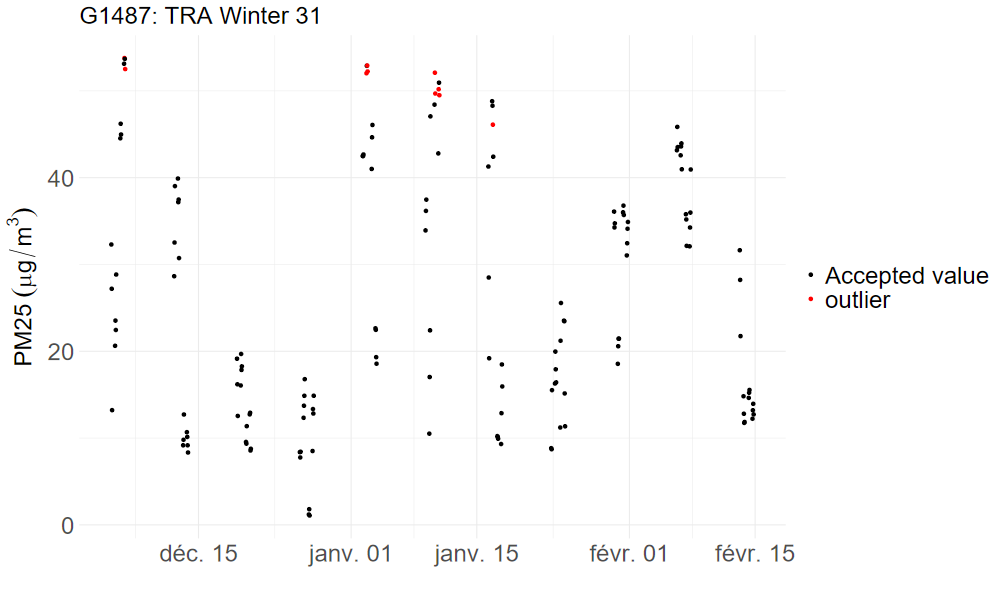 G1487: TRA Winter 31
PM25 (μg/m³)
40
20
0
déc. 15
janv. 01
janv. 15
févr. 01
févr. 15
Accepted value
outlier